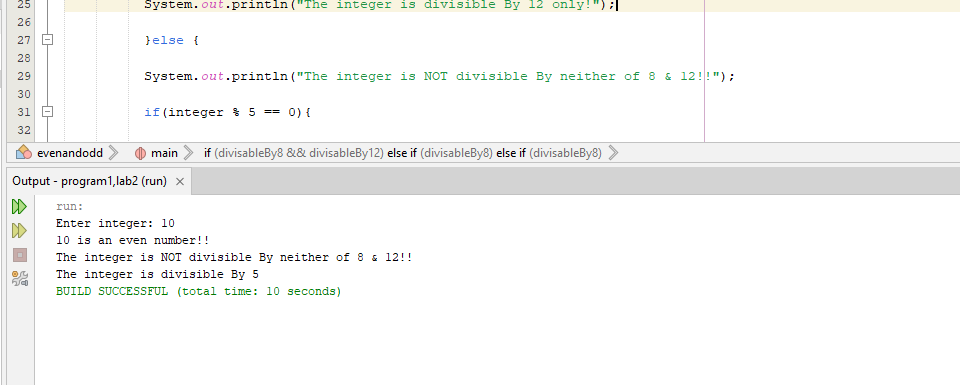 25 System.out.println("The integer is divisible By 12 only!");
26
27 }else {
28
29 System.out.println("The integer is NOT divisible By neither of 8 & 12!!");
30
31 if(integer % 5 == 0){
32
evenandodd main if (divisableBy8 && divisableBy12) else if (divisableBy8) else if (divisableBy8)
Output - program1,lab2 (run) ×
run:
Enter integer: 10
10 is an even number!!
The integer is NOT divisible By neither of 8 & 12!!
The integer is divisible By 5
BUILD SUCCESSFUL (total time: 10 seconds)